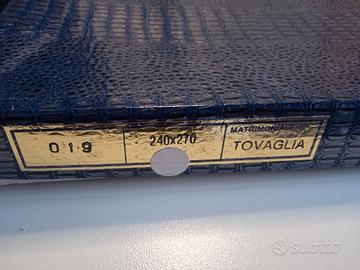 019
240x270
MATRIMONIALE
TOVAGLIA
subito